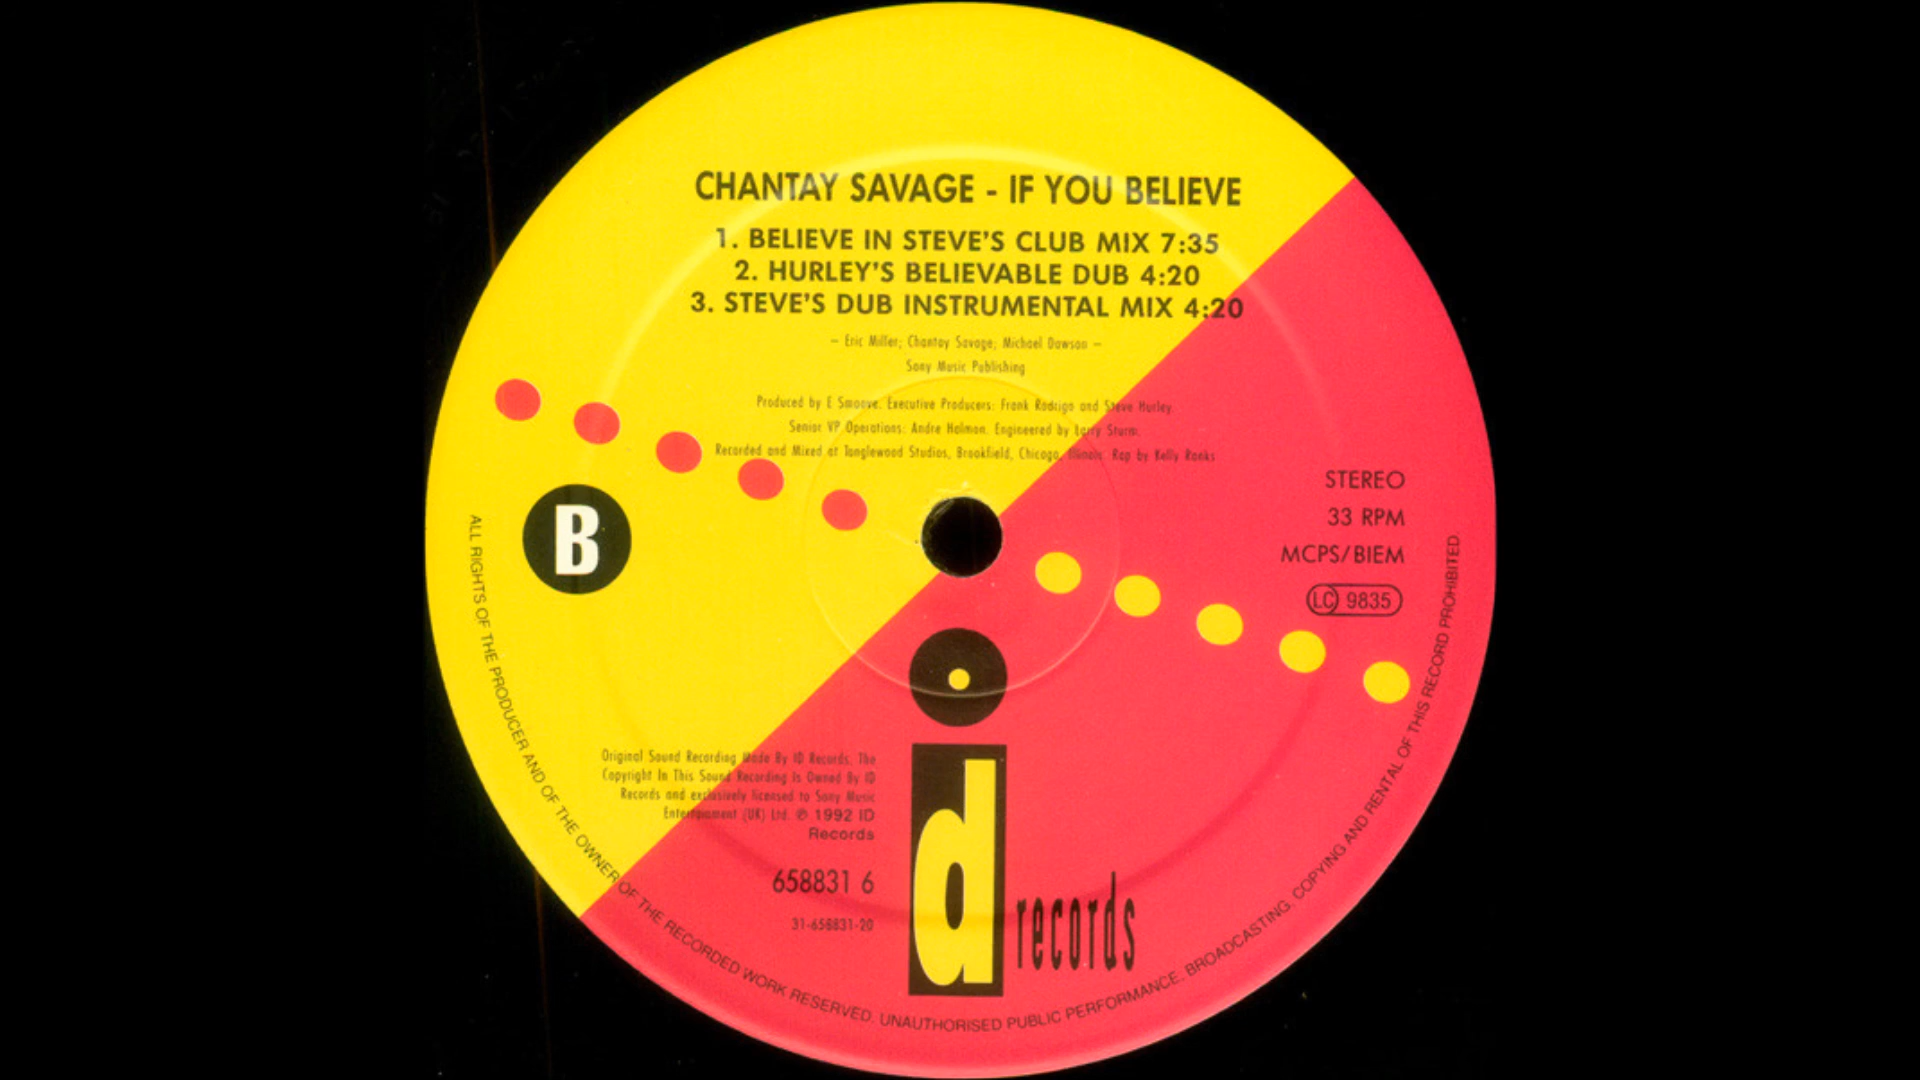 CHANTAY SAVAGE - IF YOU BELIEVE
1. BELIEVE IN STEVE'S CLUB MIX 7:35
2. HURLEY'S BELIEVABLE DUB 4:20
3. STEVE'S DUB INSTRUMENTAL MIX 4:20
– Eric Miller; Chantay Savage; Michael Dawson –
Sony Music Publishing
Produced by E Smoove. Executive Producers: Frank Rodrigo and Steve Hurley
Senior VP Operations: Andre Halmon. Engineered by Larry Sturm.
Recorded and Mixed at Tanglewood Studios, Brookfield, Chicago, Illinois. Rap by Kelly Ranks
STEREO
33 RPM
MCPS/BIEM
LC 9835
B
Original Sound Recording Made By ID Records. The
Copyright In This Sound Recording Is Owned By ID
Records and exclusively licensed to Sony Music
Entertainment (UK) Ltd. ℗ 1992 ID
Records
658831 6
31-658831-20
d
records
ALL RIGHTS OF THE PRODUCER AND OF THE OWNER OF THE RECORDED WORK RESERVED. UNAUTHORISED PUBLIC PERFORMANCE. BROADCASTING. COPYING AND RENTAL OF THIS RECORD PROHIBITED.